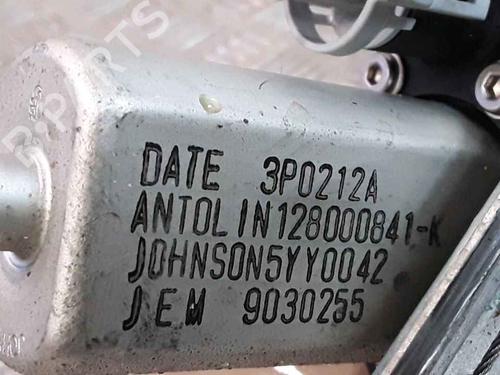 DATE 3P0212A
ANTOLIN128000841-K
JOHNSON5YY0042
JEM 9030255